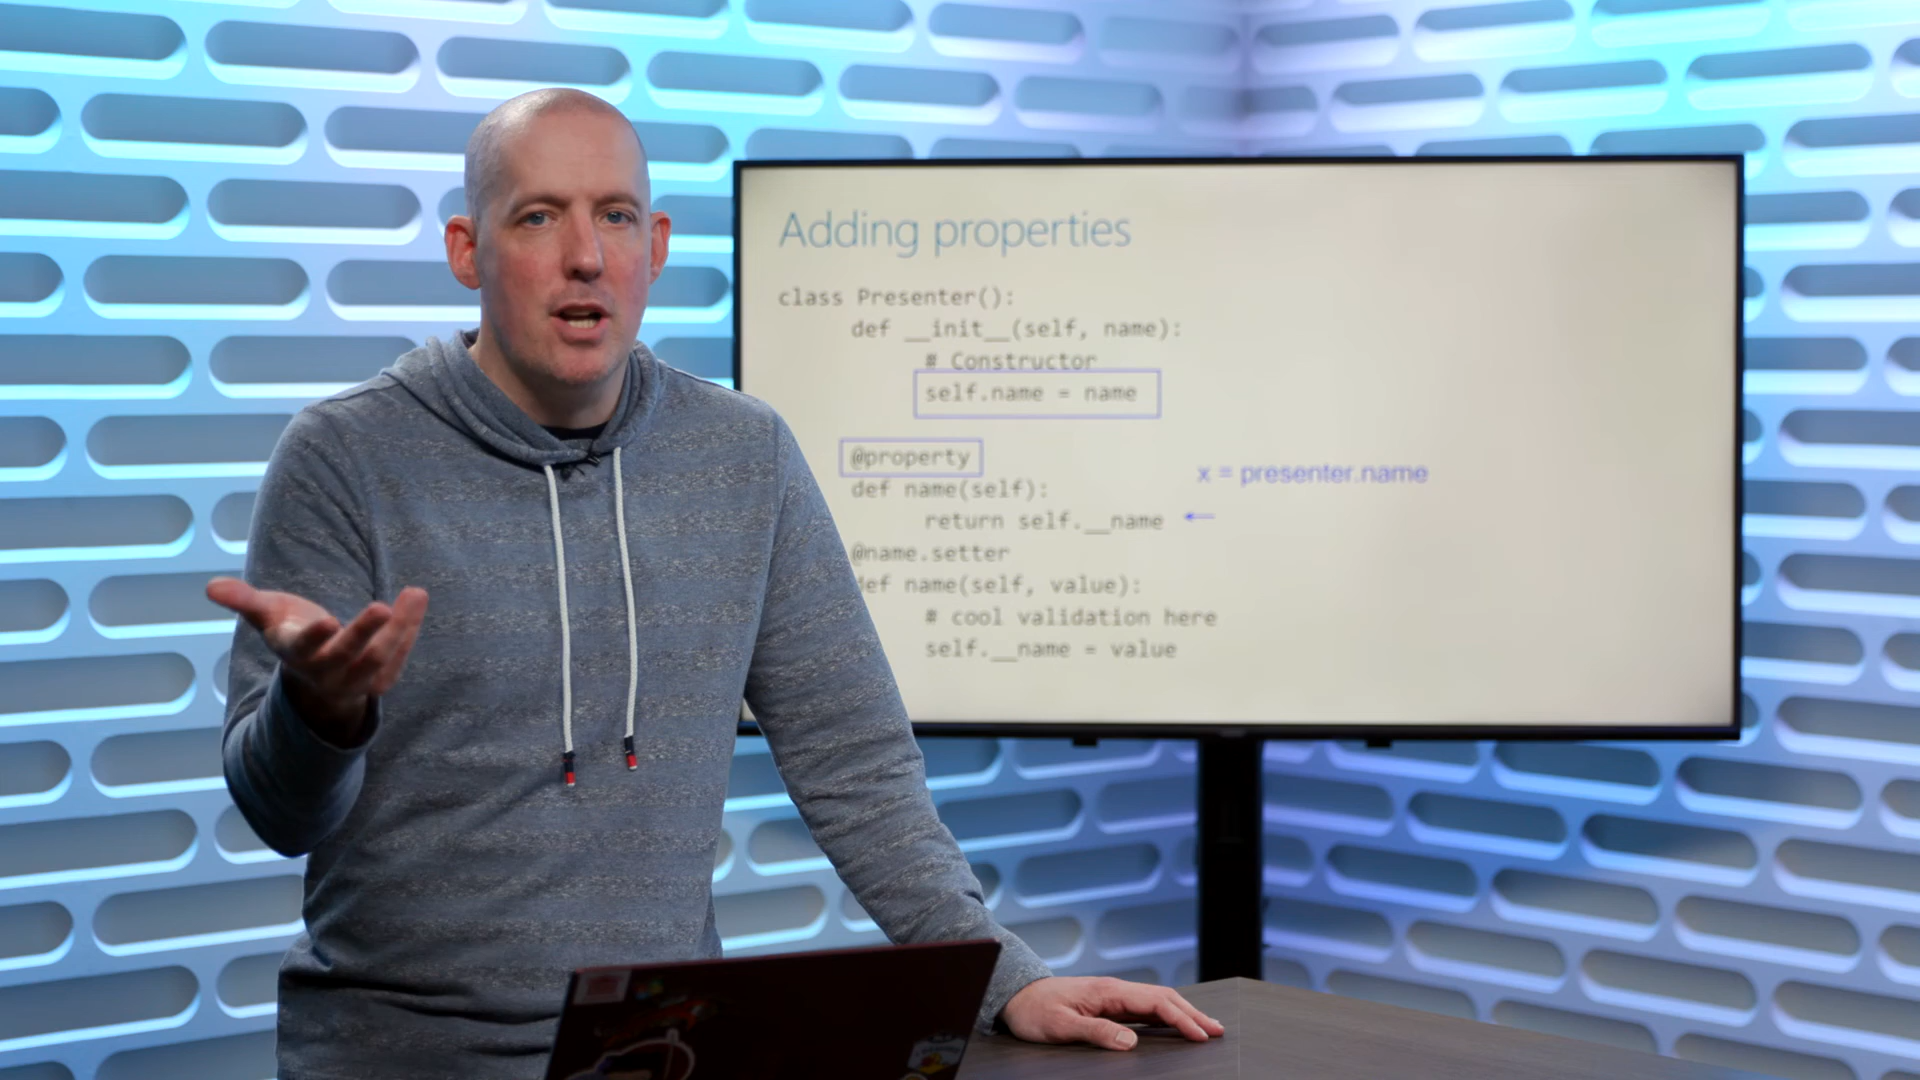 Adding properties
class Presenter():
def __init__(self, name):
# Constructor
self.name = name
@property
def name(self):
x = presenter.name
return self.__name ←
@name.setter
def name(self, value):
# cool validation here
self.__name = value